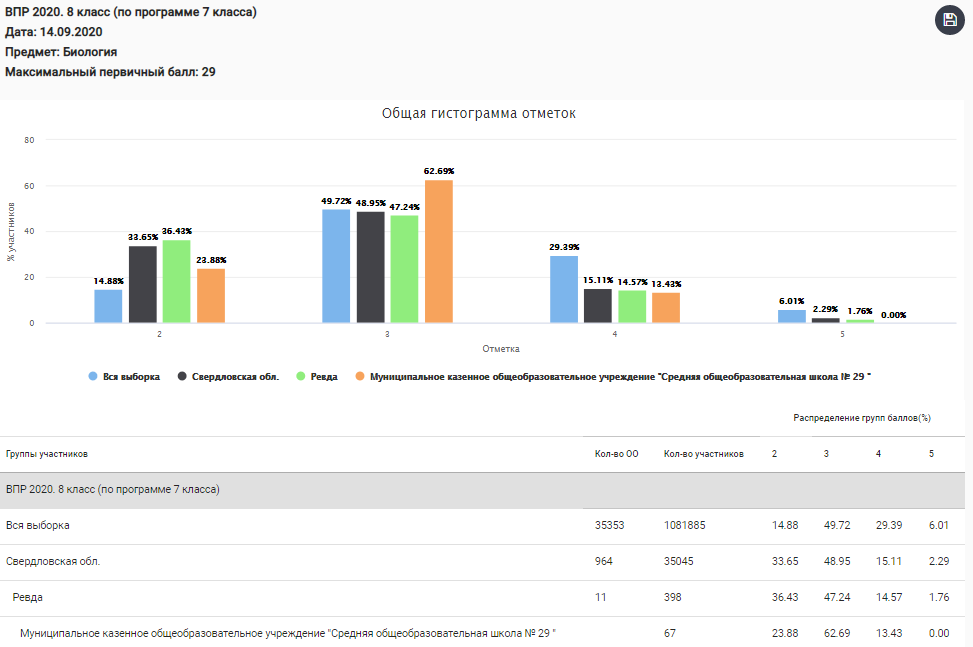 ВПР 2020. 8 класс (по программе 7 класса)
Дата: 14.09.2020
Предмет: Биология
Максимальный первичный балл: 29
Общая гистограмма отметок
80
60
40
20
0
% участников
14.88% 33.65% 36.43% 23.88%
49.72% 48.95% 47.24% 62.69%
29.39% 15.11% 14.57% 13.43%
6.01% 2.29% 1.76% 0.00%
2 3 4 5
Отметка
Вся выборка Свердловская обл. Ревда Муниципальное казенное общеобразовательное учреждение "Средняя общеобразовательная школа № 29 "
Распределение групп баллов(%)
Группы участников Кол-во ОО Кол-во участников 2 3 4 5
ВПР 2020. 8 класс (по программе 7 класса)
Вся выборка 35353 1081885 14.88 49.72 29.39 6.01
Свердловская обл. 964 35045 33.65 48.95 15.11 2.29
Ревда 11 398 36.43 47.24 14.57 1.76
Муниципальное казенное общеобразовательное учреждение "Средняя общеобразовательная школа № 29 " 67 23.88 62.69 13.43 0.00